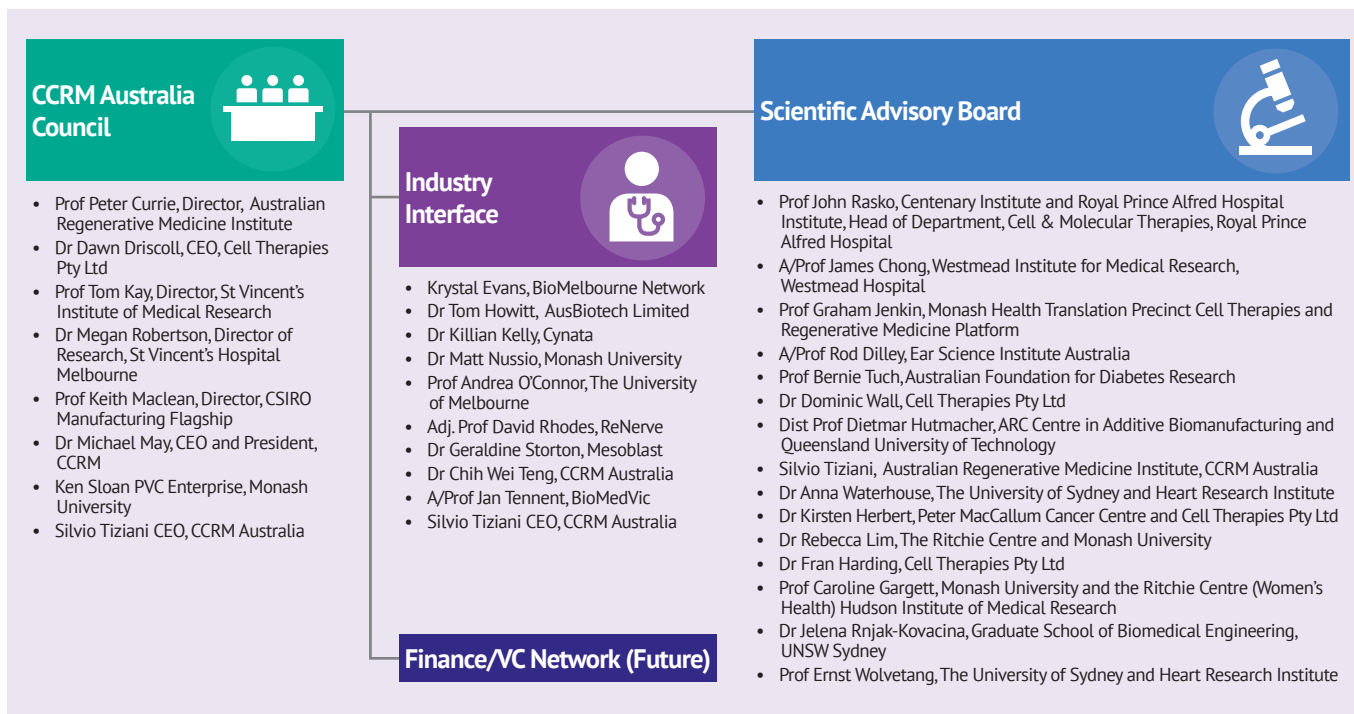 CCRM Australia
Council
• Prof Peter Currie, Director, Australian
Regenerative Medicine Institute
• Dr Dawn Driscoll, CEO, Cell Therapies
Pty Ltd
• Prof Tom Kay, Director, St Vincent's
Institute of Medical Research
• Dr Megan Robertson, Director of
Research, St Vincent's Hospital
Melbourne
• Prof Keith Maclean, Director, CSIRO
Manufacturing Flagship
• Dr Michael May, CEO and President,
CCRM
• Ken Sloan PVC Enterprise, Monash
University
• Silvio Tiziani CEO, CCRM Australia
Industry
Interface
• Krystal Evans, BioMelbourne Network
• Dr Tom Howitt, AusBiotech Limited
• Dr Killian Kelly, Cynata
• Dr Matt Nussio, Monash University
• Prof Andrea O'Connor, The University
of Melbourne
• Adj. Prof David Rhodes, ReNerve
• Dr Geraldine Storton, Mesoblast
• Dr Chih Wei Teng, CCRM Australia
• A/Prof Jan Tennent, BioMedVic
• Silvio Tiziani CEO, CCRM Australia
Finance/VC Network (Future)
Scientific Advisory Board
• Prof John Rasko, Centenary Institute and Royal Prince Alfred Hospital
Institute, Head of Department, Cell & Molecular Therapies, Royal Prince
Alfred Hospital
• A/Prof James Chong, Westmead Institute for Medical Research,
Westmead Hospital
• Prof Graham Jenkin, Monash Health Translation Precinct Cell Therapies and
Regenerative Medicine Platform
• A/Prof Rod Dilley, Ear Science Institute Australia
• Prof Bernie Tuch, Australian Foundation for Diabetes Research
• Dr Dominic Wall, Cell Therapies Pty Ltd
• Dist Prof Dietmar Hutmacher, ARC Centre in Additive Biomanufacturing and
Queensland University of Technology
• Silvio Tiziani, Australian Regenerative Medicine Institute, CCRM Australia
• Dr Anna Waterhouse, The University of Sydney and Heart Research Institute
• Dr Kirsten Herbert, Peter MacCallum Cancer Centre and Cell Therapies Pty Ltd
• Dr Rebecca Lim, The Ritchie Centre and Monash University
• Dr Fran Harding, Cell Therapies Pty Ltd
• Prof Caroline Gargett, Monash University and the Ritchie Centre (Women's
Health) Hudson Institute of Medical Research
• Dr Jelena Rnjak-Kovacina, Graduate School of Biomedical Engineering,
UNSW Sydney
• Prof Ernst Wolvetang, The University of Sydney and Heart Research Institute